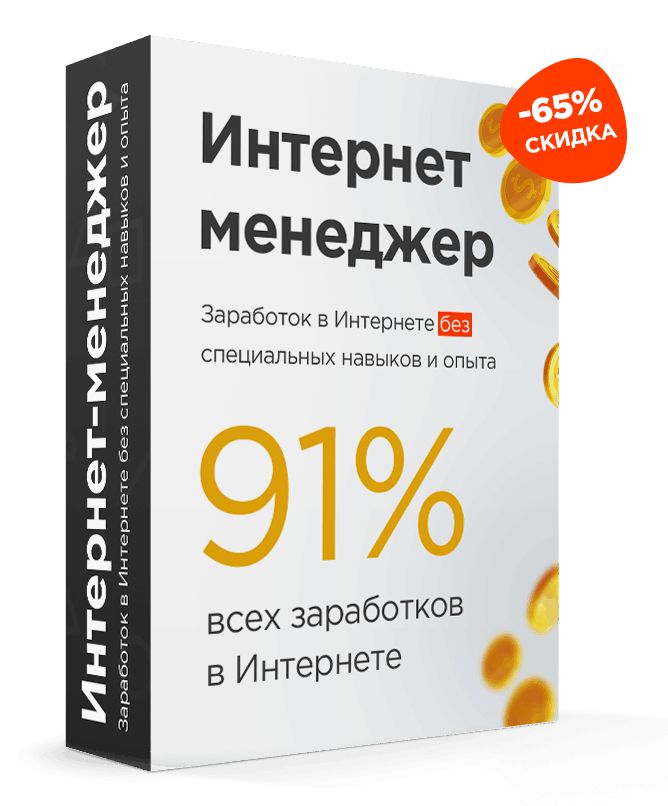 -65%
СКИДКА
Интернет
менеджер
Заработок в Интернете без
специальных навыков и опыта
91%
всех заработков
в Интернете
Интернет-менеджер
Заработок в Интернете без специальных навыков и опыта